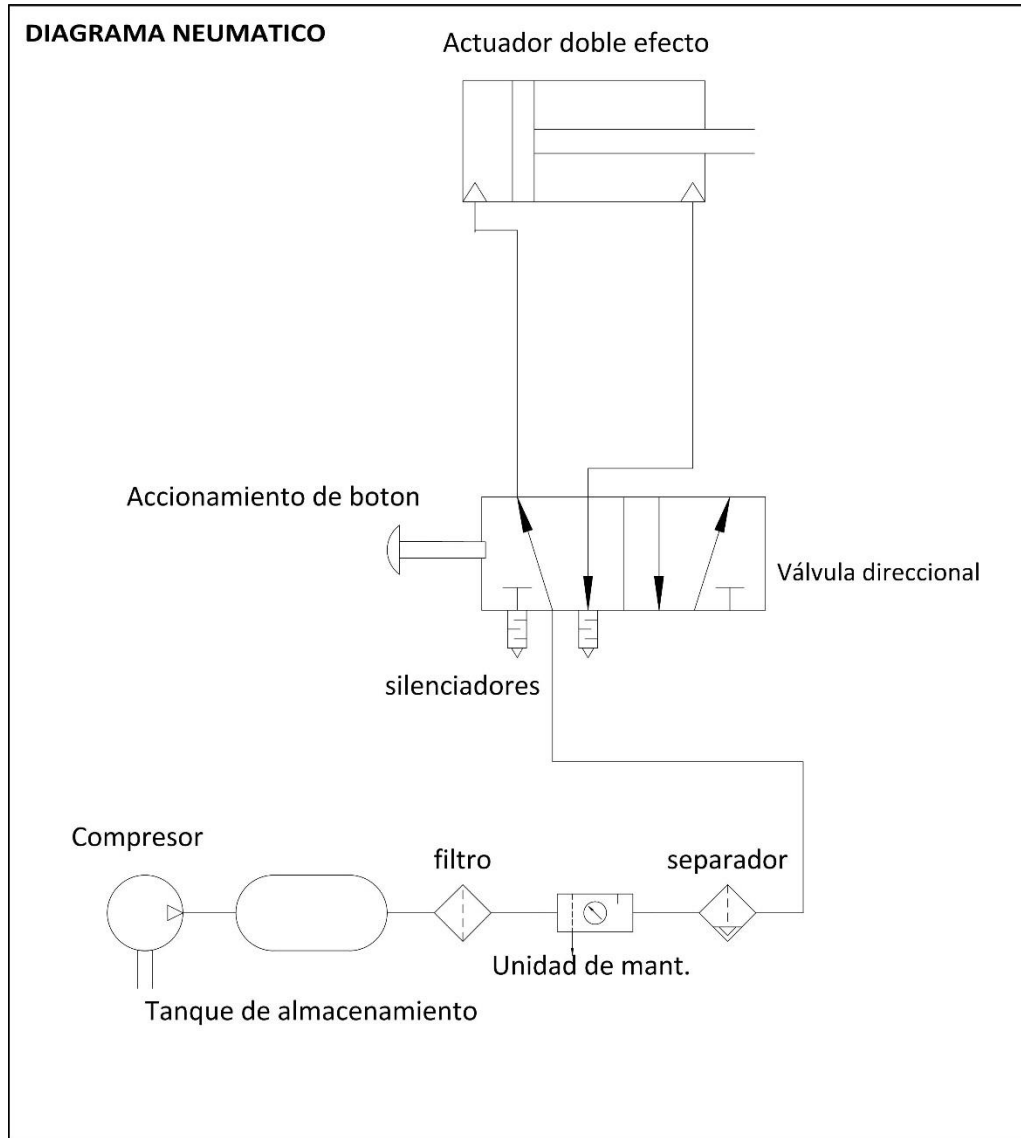 DIAGRAMA NEUMATICO
Actuador doble efecto
Accionamiento de boton
Válvula direccional
silenciadores
Compresor
filtro
separador
Unidad de mant.
Tanque de almacenamiento